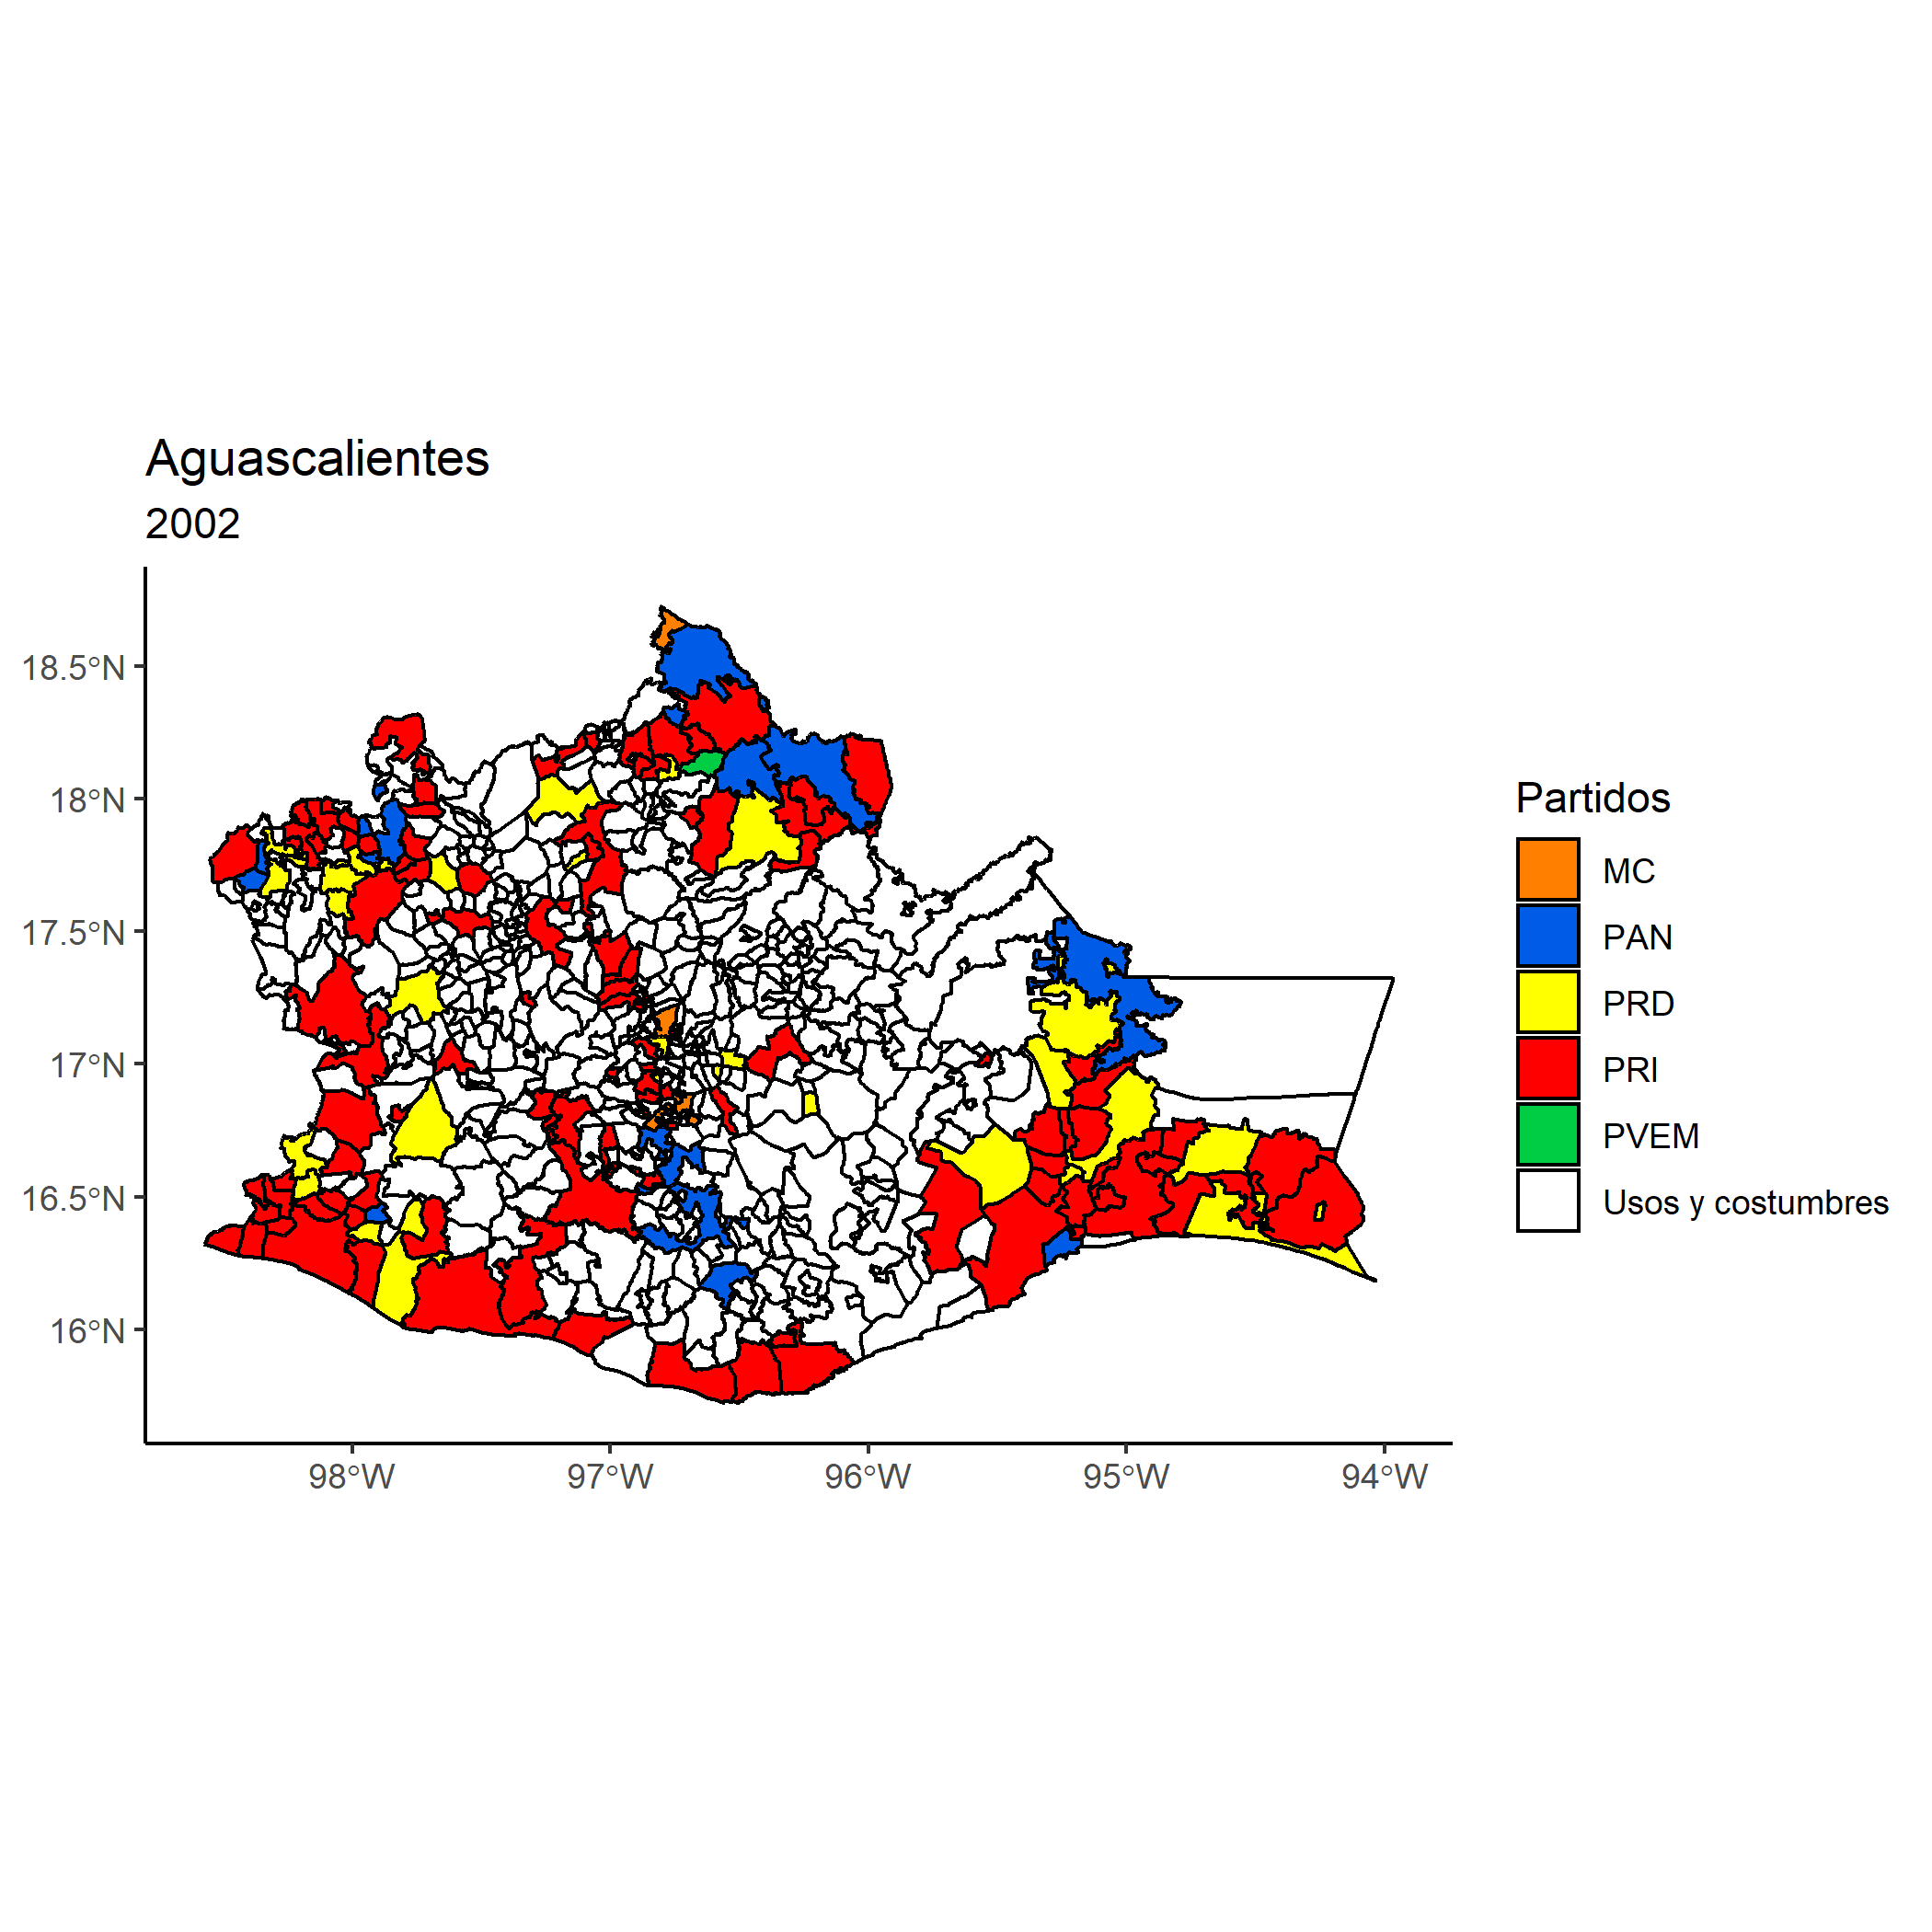 Aguascalientes
2002
18.5°N
18°N
17.5°N
17°N
16.5°N
16°N
98°W
97°W
96°W
95°W
94°W
Partidos
MC
PAN
PRD
PRI
PVEM
Usos y costumbres